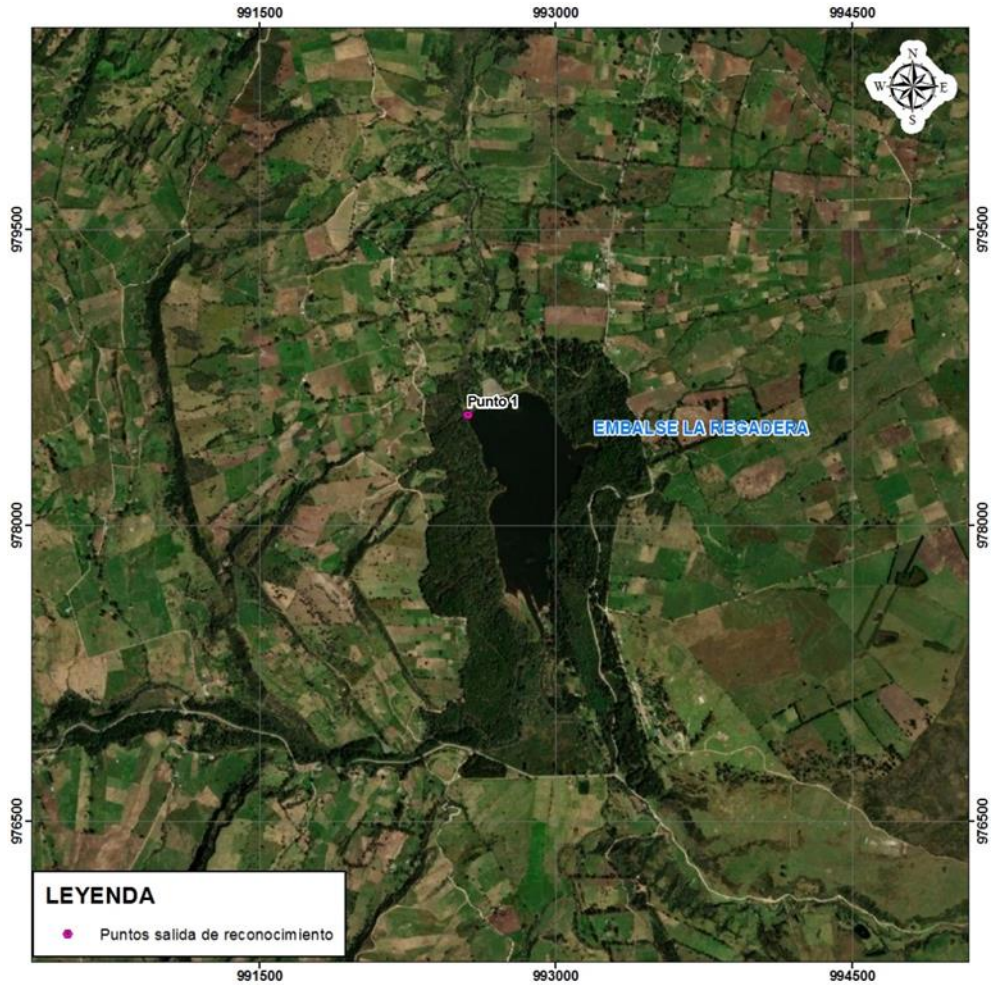 991500 993000 994500
N
W E
S
979500 979500
Punto 1
EMBALSE LA REGADERA
978000 978000
976500 976500
LEYENDA
Puntos salida de reconocimiento
991500 993000 994500